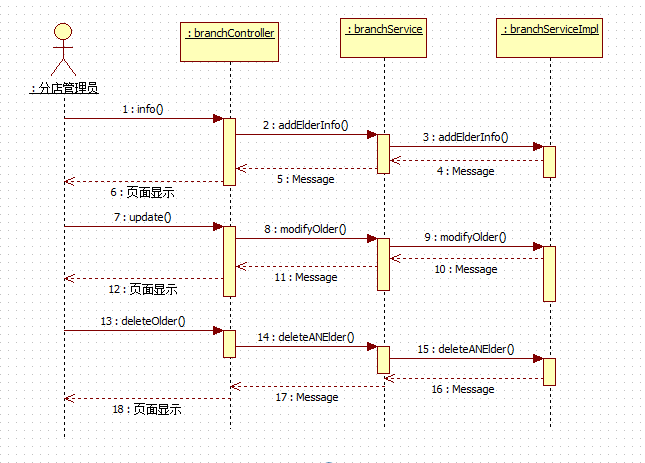 : branchController
: branchService
: branchServiceImpl
: 分店管理员
1 : info()
2 : addElderInfo()
3 : addElderInfo()
4 : Message
5 : Message
6 : 页面显示
7 : update()
8 : modifyOlder()
9 : modifyOlder()
10 : Message
11 : Message
12 : 页面显示
13 : deleteOlder()
14 : deleteANElder()
15 : deleteANElder()
16 : Message
17 : Message
18 : 页面显示